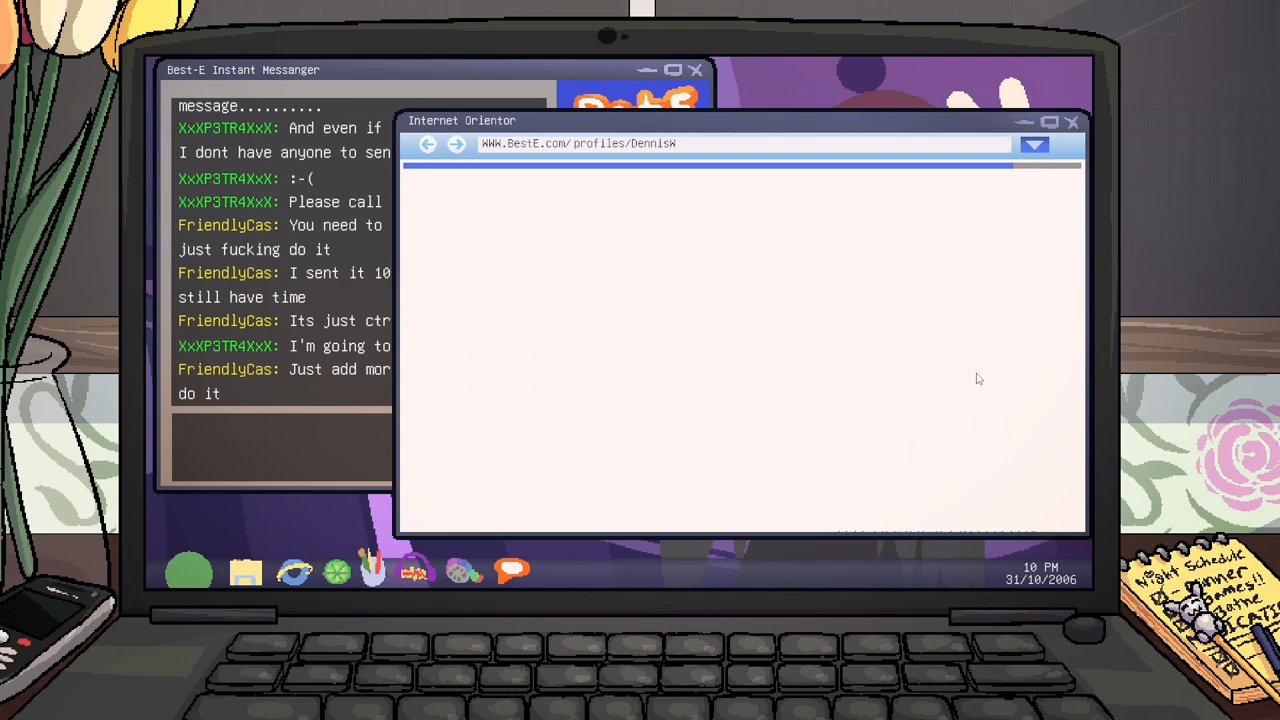 Best-E Instant Messanger
message..........
XxXP3TR4XxX: And even if
I dont have anyone to sen
XxXP3TR4XxX: :-(
XxXP3TR4XxX: Please call
FriendlyCas: You need to
just fucking do it
FriendlyCas: I sent it 10
still have time
FriendlyCas: Its just ctr
XxXP3TR4XxX: I'm going to
FriendlyCas: Just add mor
do it
Internet Orientor
WWW.BestE.com/profiles/DennisW
10 PM
31/10/2006
Night Schedule
Dinner
Games!!
Bathe